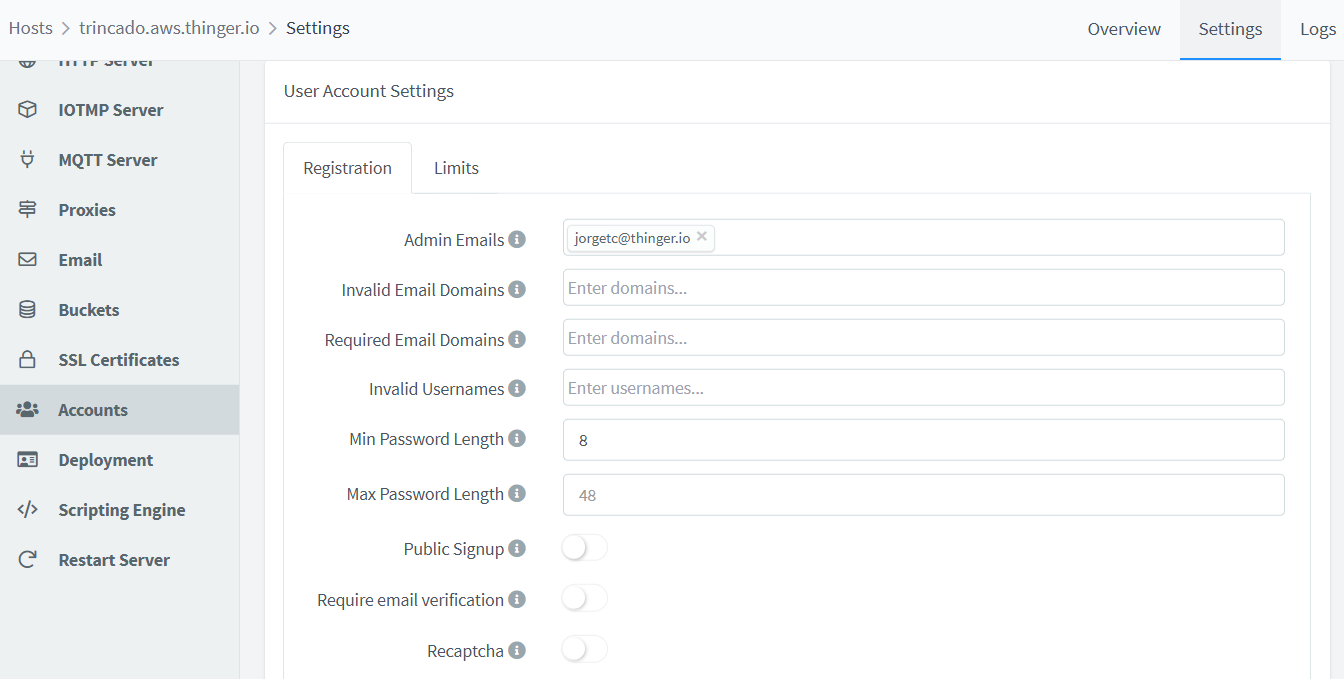 Hosts > trincado.aws.thinger.io > Settings
Overview
Settings
Logs
HTTP Server
IOTMP Server
MQTT Server
Proxies
Email
Buckets
SSL Certificates
Accounts
Deployment
Scripting Engine
Restart Server
User Account Settings
Registration
Limits
Admin Emails
jorgetc@thinger.io
Invalid Email Domains
Enter domains...
Required Email Domains
Enter domains...
Invalid Usernames
Enter usernames...
Min Password Length
8
Max Password Length
48
Public Signup
Require email verification
Recaptcha